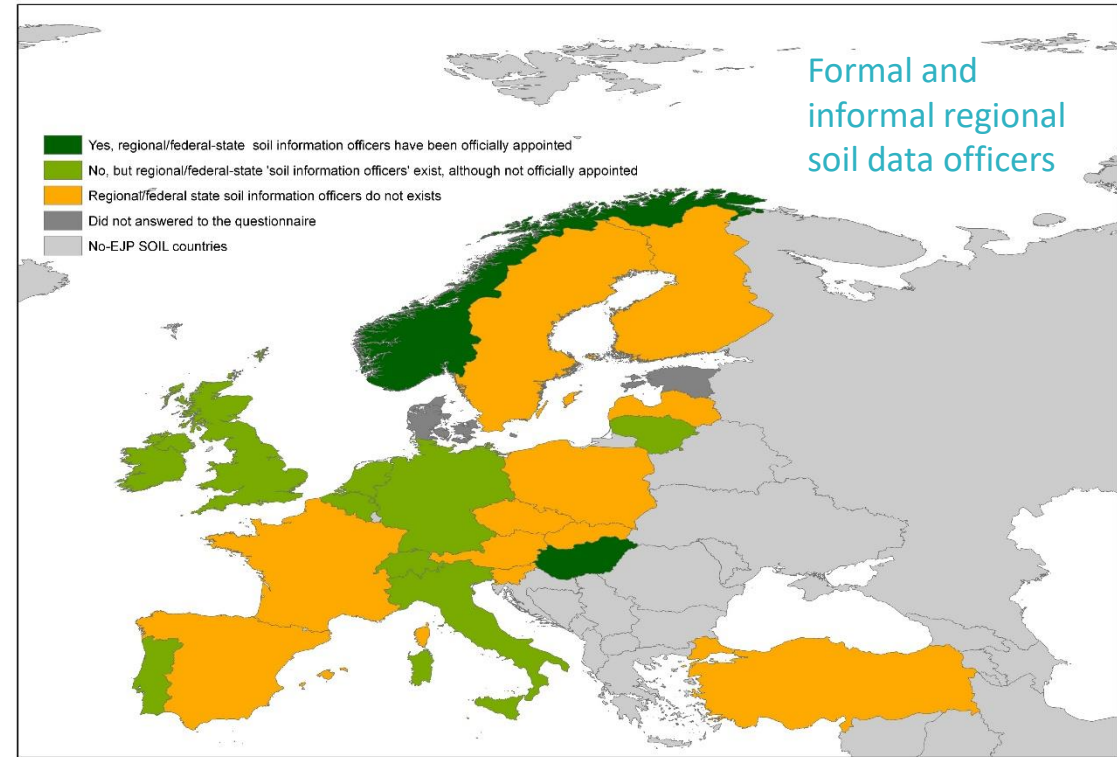 Formal and
informal regional
soil data officers
Yes, regional/federal-state soil information officers have been officially appointed
No, but regional/federal-state 'soil information officers' exist, although not officially appointed
Regional/federal state soil information officers do not exists
Did not answered to the questionnaire
No-EJP SOIL countries